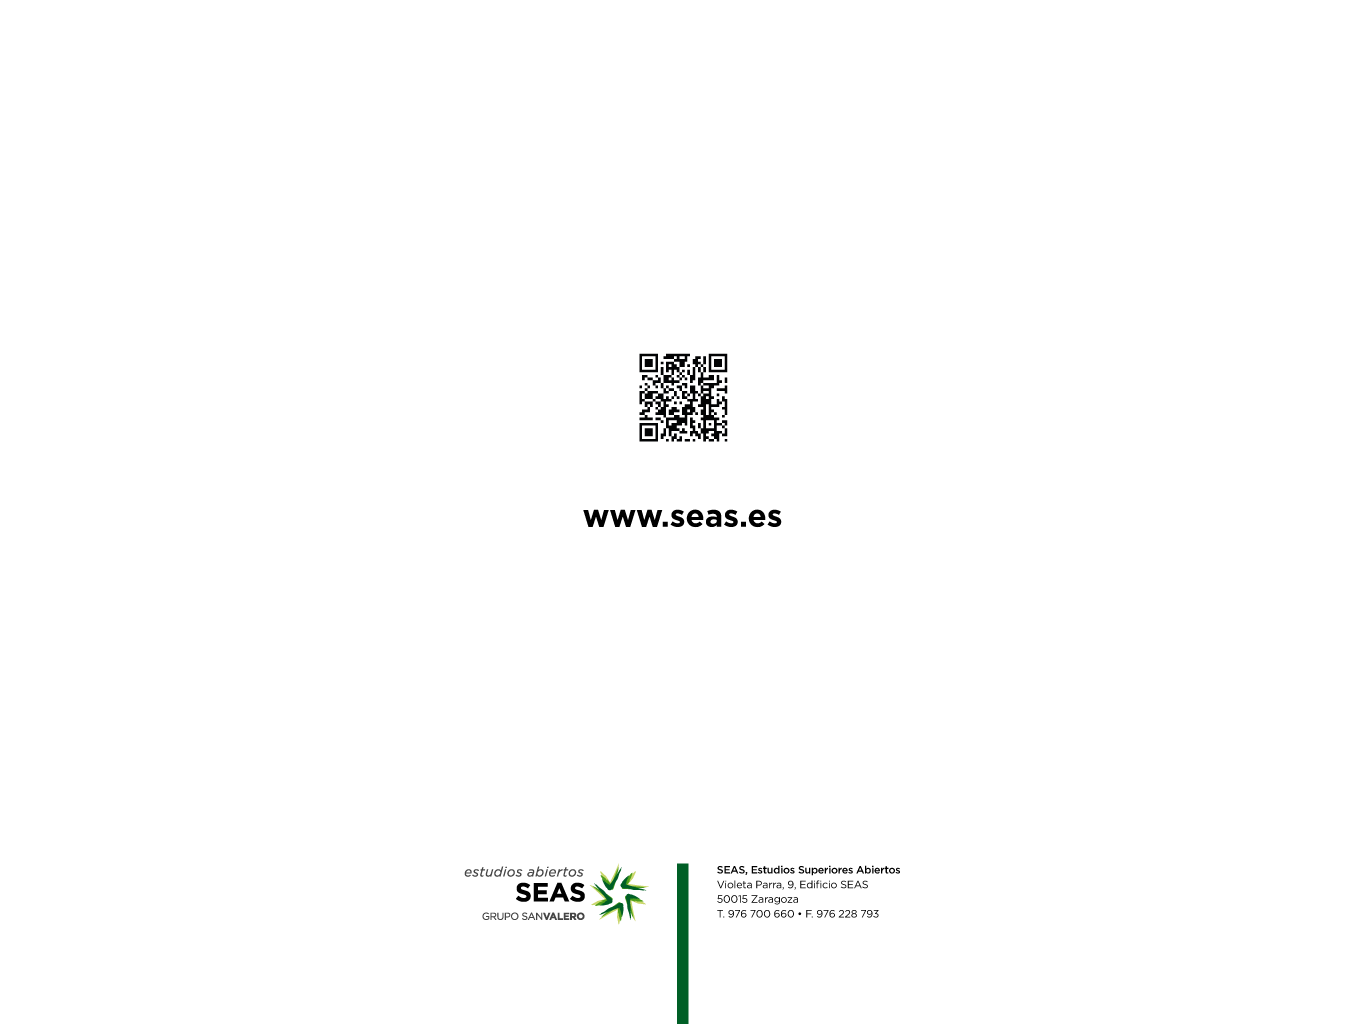 www.seas.es
estudios abiertos
SEAS
GRUPO SANVALERO
SEAS, Estudios Superiores Abiertos
Violeta Parra, 9, Edificio SEAS
50015 Zaragoza
T. 976 700 660 • F. 976 228 793